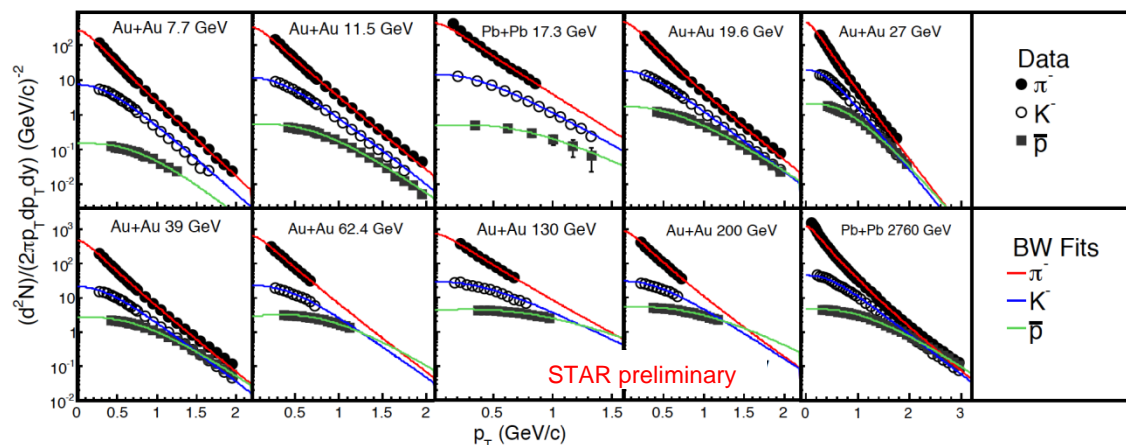 Au+Au 7.7 GeV
Au+Au 11.5 GeV
Pb+Pb 17.3 GeV
Au+Au 19.6 GeV
Au+Au 27 GeV
Data
π⁻
K⁻
p̅
10²
10
1
10⁻¹
10⁻²
(d²N)/(2πp_T dp_T dy) (GeV/c)⁻²
Au+Au 39 GeV
Au+Au 62.4 GeV
Au+Au 130 GeV
Au+Au 200 GeV
Pb+Pb 2760 GeV
BW Fits
π⁻
K⁻
p̅
10³
10²
10
1
10⁻¹
10⁻²
STAR preliminary
0 0.5 1 1.5 2
0.5 1 1.5 2
0.5 1 1.5
0.5 1 1.5 2
0 1 2 3
p_T (GeV/c)